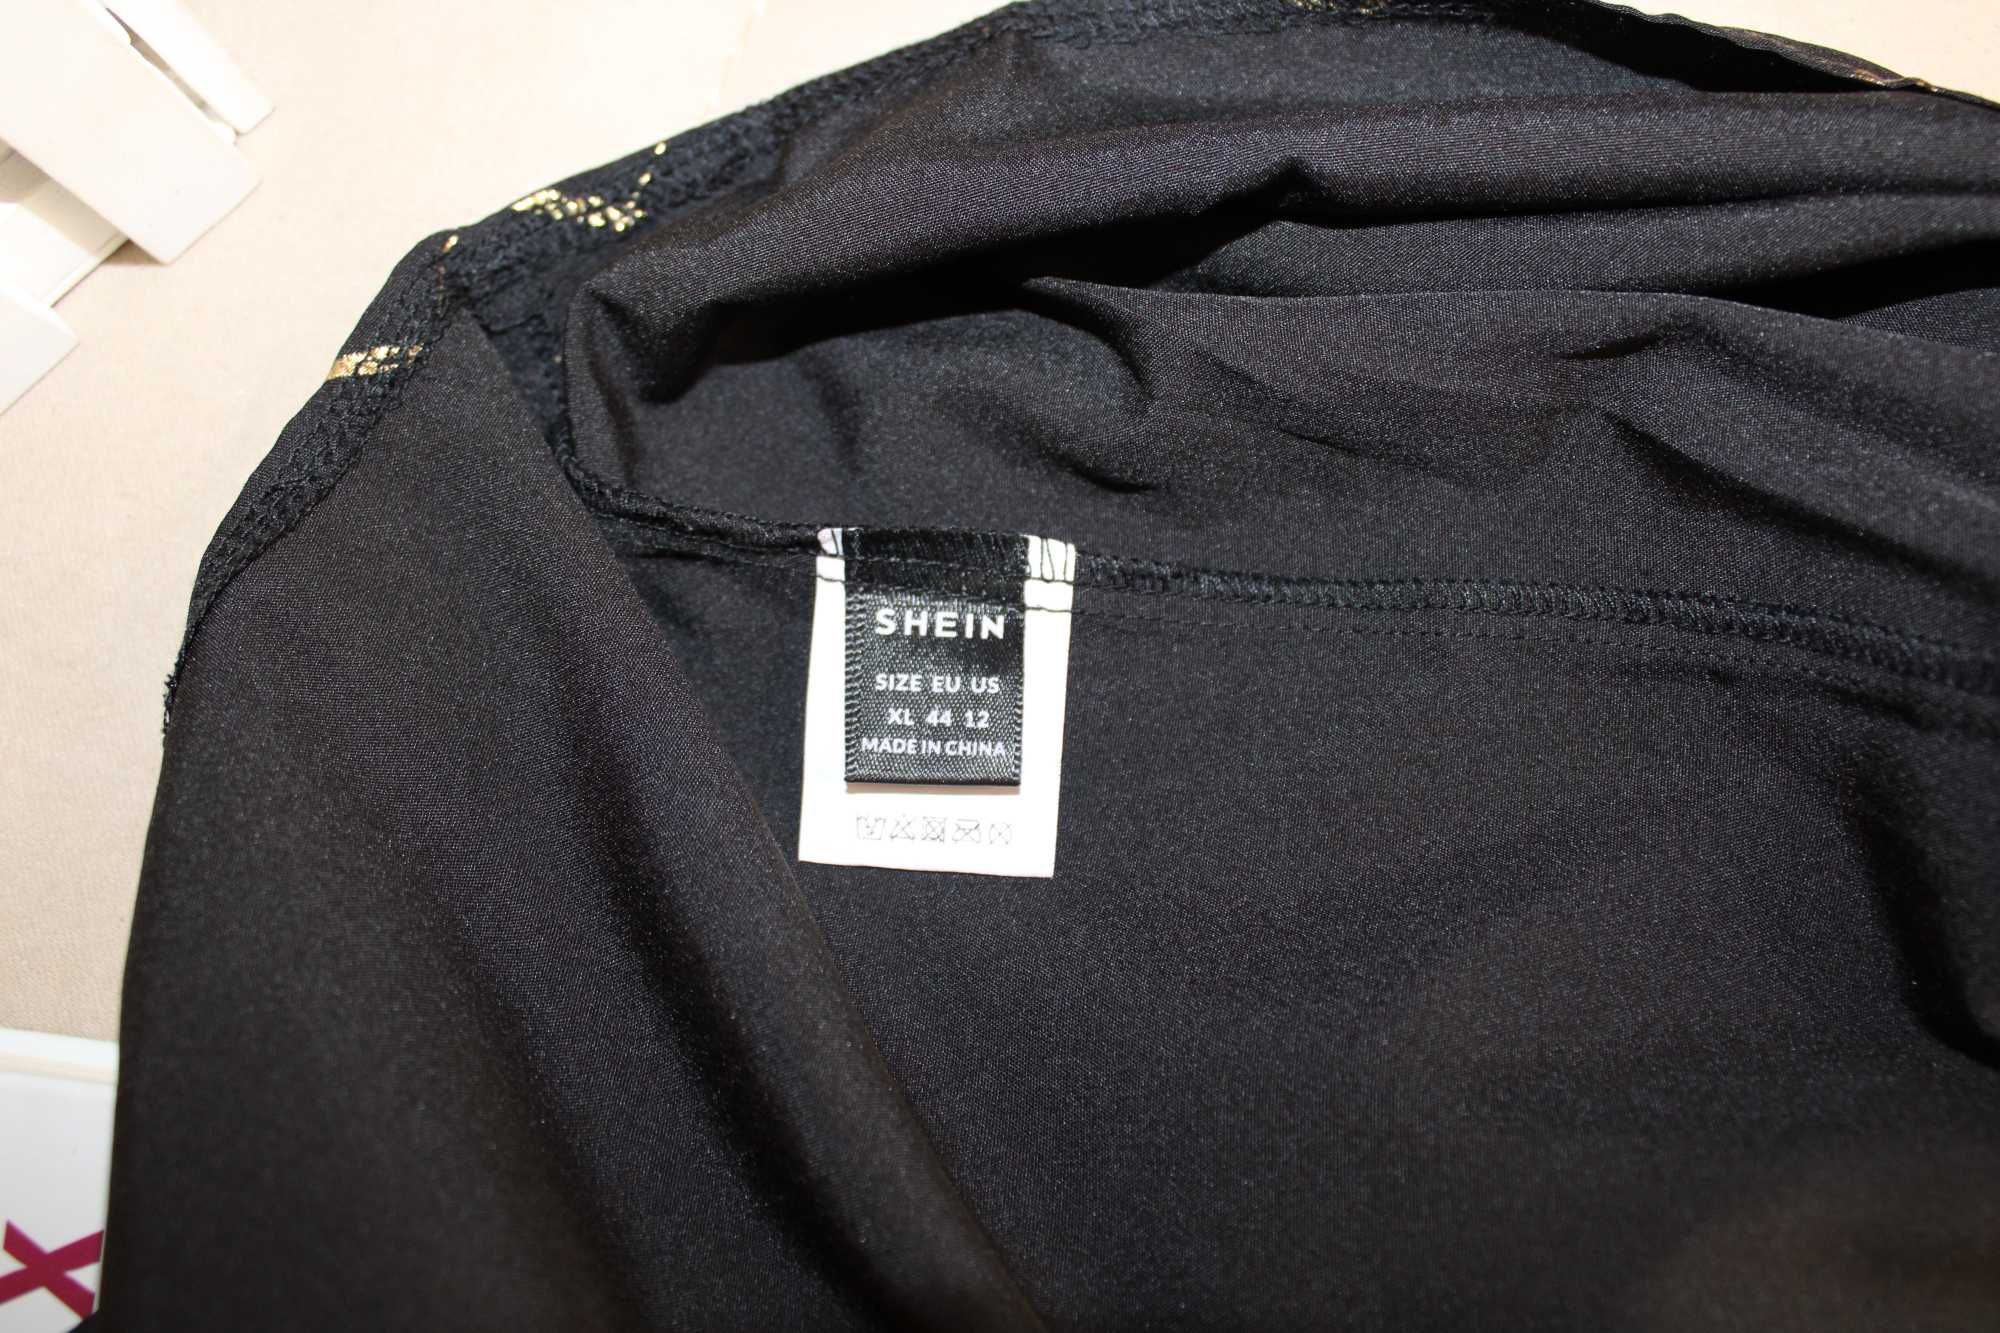 SHEIN
SIZE EU US
XL 44 12
MADE IN CHINA
X